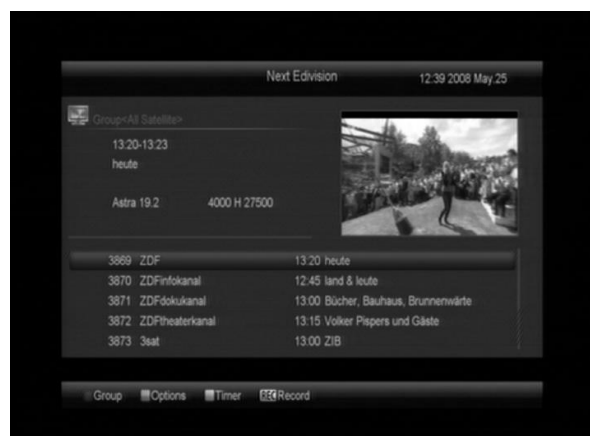 Next Edivision
12:39 2008 May.25
Group<All Satellite>
13:20-13:23
heute
Astra 19.2 4000 H 27500
3869 ZDF 13:20 heute
3870 ZDFinfokanal 12:45 land & leute
3871 ZDFdokukanal 13:00 Bücher, Bauhaus, Brunnenwärte
3872 ZDFtheaterkanal 13:15 Volker Pispers und Gäste
3873 3sat 13:00 ZIB
Group Options Timer REC Record